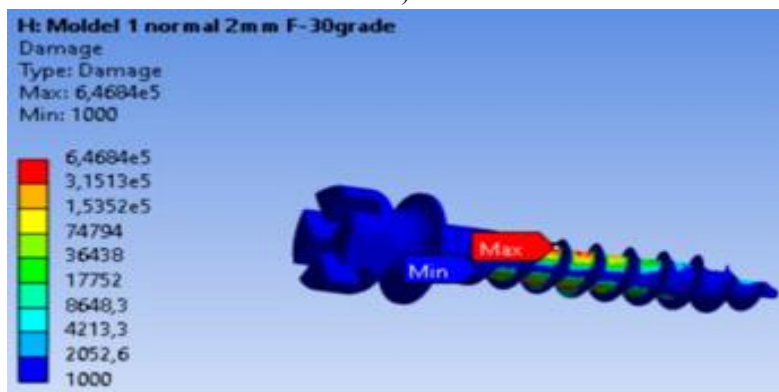 )
H: Moldel 1 normal 2mm F-30grade
Damage
Type: Damage
Max: 6,4684e5
Min: 1000
6,4684e5
3,1513e5
1,5352e5
74794
36438
17752
8648,3
4213,3
2052,6
1000
Max
Min